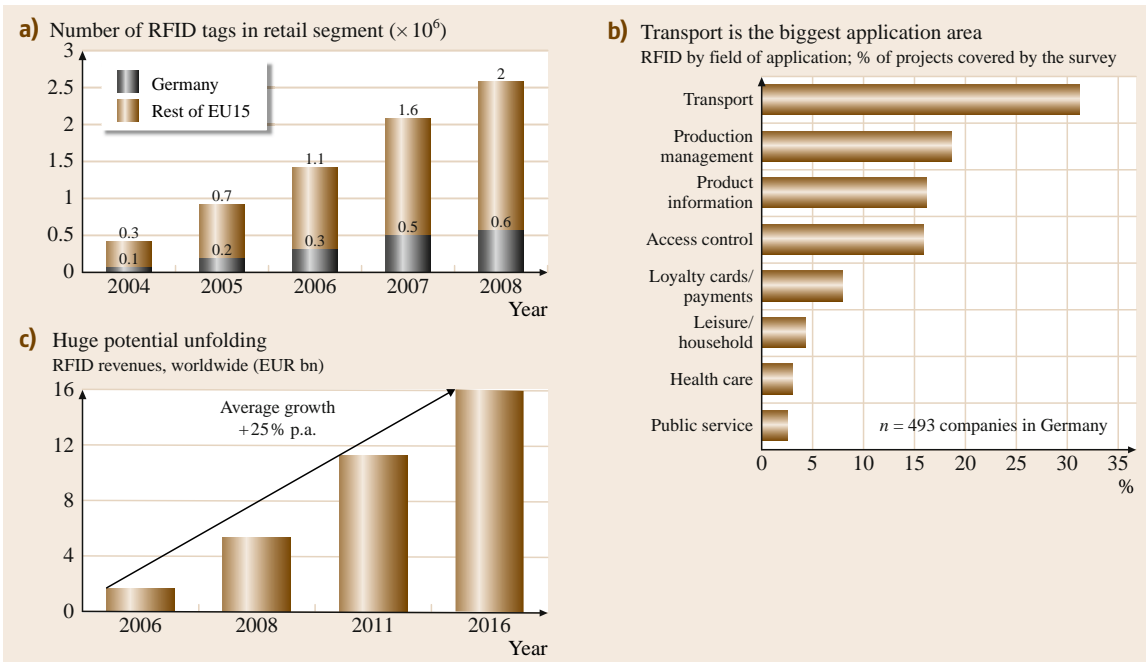 a) Number of RFID tags in retail segment (× 10⁶)
3
2.5
2
1.5
1
0.5
0
Germany
Rest of EU15
0.3
0.1
0.7
0.2
1.1
0.3
1.6
0.5
2
0.6
2004 2005 2006 2007 2008
Year
b) Transport is the biggest application area
RFID by field of application; % of projects covered by the survey
Transport
Production
management
Product
information
Access control
Loyalty cards/
payments
Leisure/
household
Health care
Public service
n = 493 companies in Germany
0 5 10 15 20 25 30 35
%
c) Huge potential unfolding
RFID revenues, worldwide (EUR bn)
16
12
8
4
0
Average growth
+25% p.a.
2006 2008 2011 2016
Year